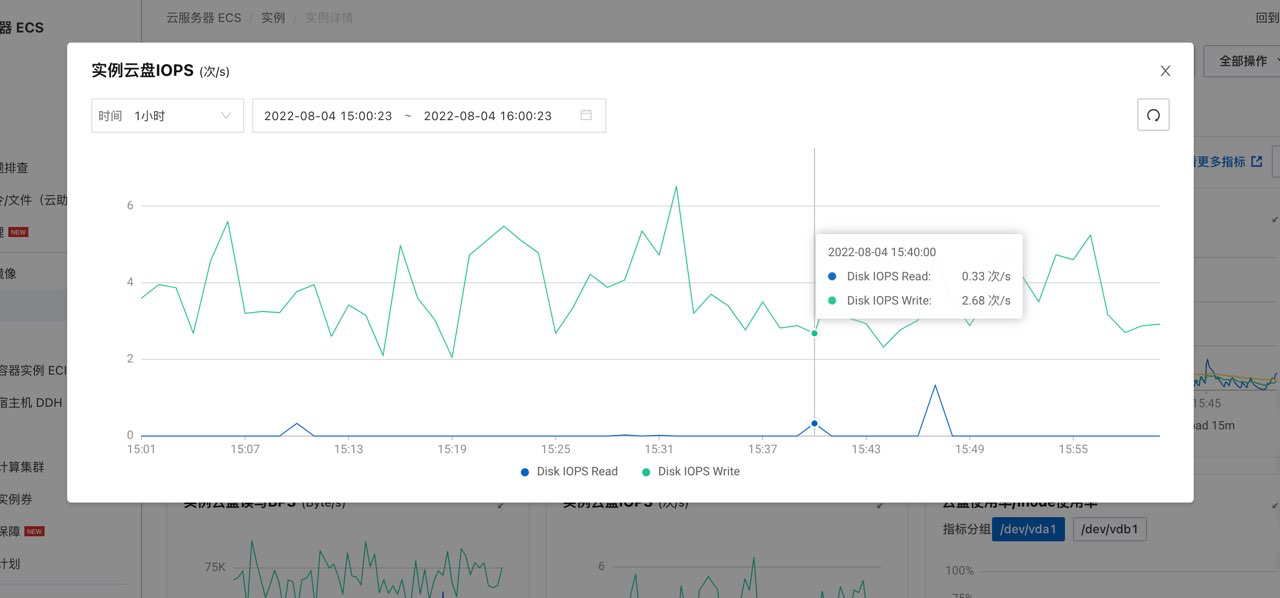 器 ECS
云服务器 ECS / 实例 / 实例详情
回到
全部操作
题排查
令/文件（云助
理 NEW
镜像
容器实例 ECI
宿主机 DDH
计算集群
实例券
保障 NEW
计划
实例云盘IOPS (次/s)
时间 1小时
2022-08-04 15:00:23 ~ 2022-08-04 16:00:23
看更多指标
6
4
2
0
2022-08-04 15:40:00
Disk IOPS Read: 0.33 次/s
Disk IOPS Write: 2.68 次/s
15:01 15:07 15:13 15:19 15:25 15:31 15:37 15:43 15:49 15:55
Disk IOPS Read Disk IOPS Write
15:45
oad 15m
实例云盘读写BPS (Byte/s)
75K
实例云盘IOPS (次/s)
6
云盘使用率/Inode使用率
指标分组 /dev/vda1 /dev/vdb1
100%
75%